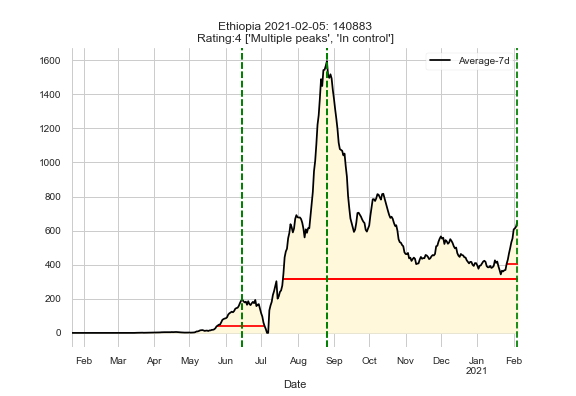 Ethiopia 2021-02-05: 140883
Rating:4 ['Multiple peaks', 'In control']
Average-7d
1600
1400
1200
1000
800
600
400
200
0
Feb Mar Apr May Jun Jul Aug Sep Oct Nov Dec Jan Feb
2021
Date